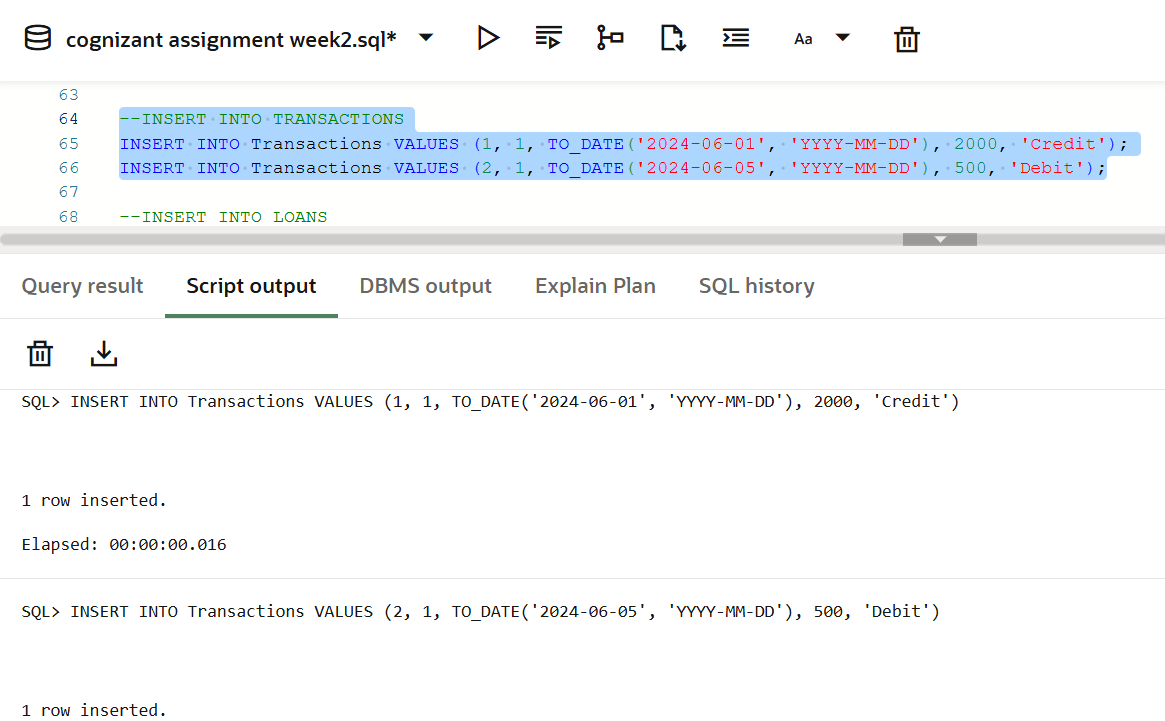 cognizant assignment week2.sql*
Aa
63
64 --INSERT INTO TRANSACTIONS
65 INSERT INTO Transactions VALUES (1, 1, TO_DATE('2024-06-01', 'YYYY-MM-DD'), 2000, 'Credit');
66 INSERT INTO Transactions VALUES (2, 1, TO_DATE('2024-06-05', 'YYYY-MM-DD'), 500, 'Debit');
67
68 --INSERT INTO LOANS
Query result Script output DBMS output Explain Plan SQL history
SQL> INSERT INTO Transactions VALUES (1, 1, TO_DATE('2024-06-01', 'YYYY-MM-DD'), 2000, 'Credit')
1 row inserted.
Elapsed: 00:00:00.016
SQL> INSERT INTO Transactions VALUES (2, 1, TO_DATE('2024-06-05', 'YYYY-MM-DD'), 500, 'Debit')
1 row inserted.